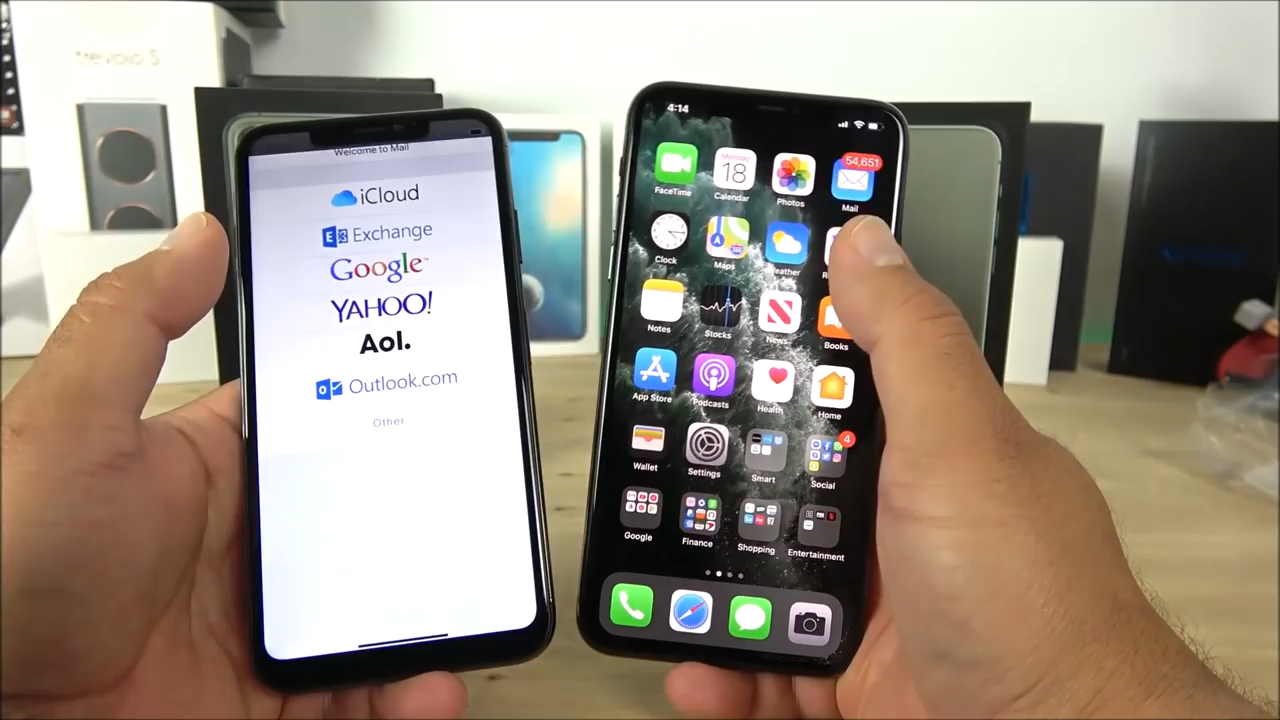 Welcome to Mail
iCloud
Exchange
Google™
YAHOO!
Aol.
Outlook.com
Other
4:14
Monday
18
54,651
FaceTime
Calendar
Photos
Mail
Clock
Maps
Weather
Notes
Stocks
News
Books
App Store
Podcasts
Health
Home
4
Wallet
Settings
Smart
Social
Google
Finance
Shopping
Entertainment